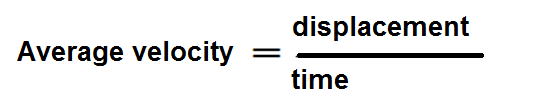 displacement
Average velocity =
time